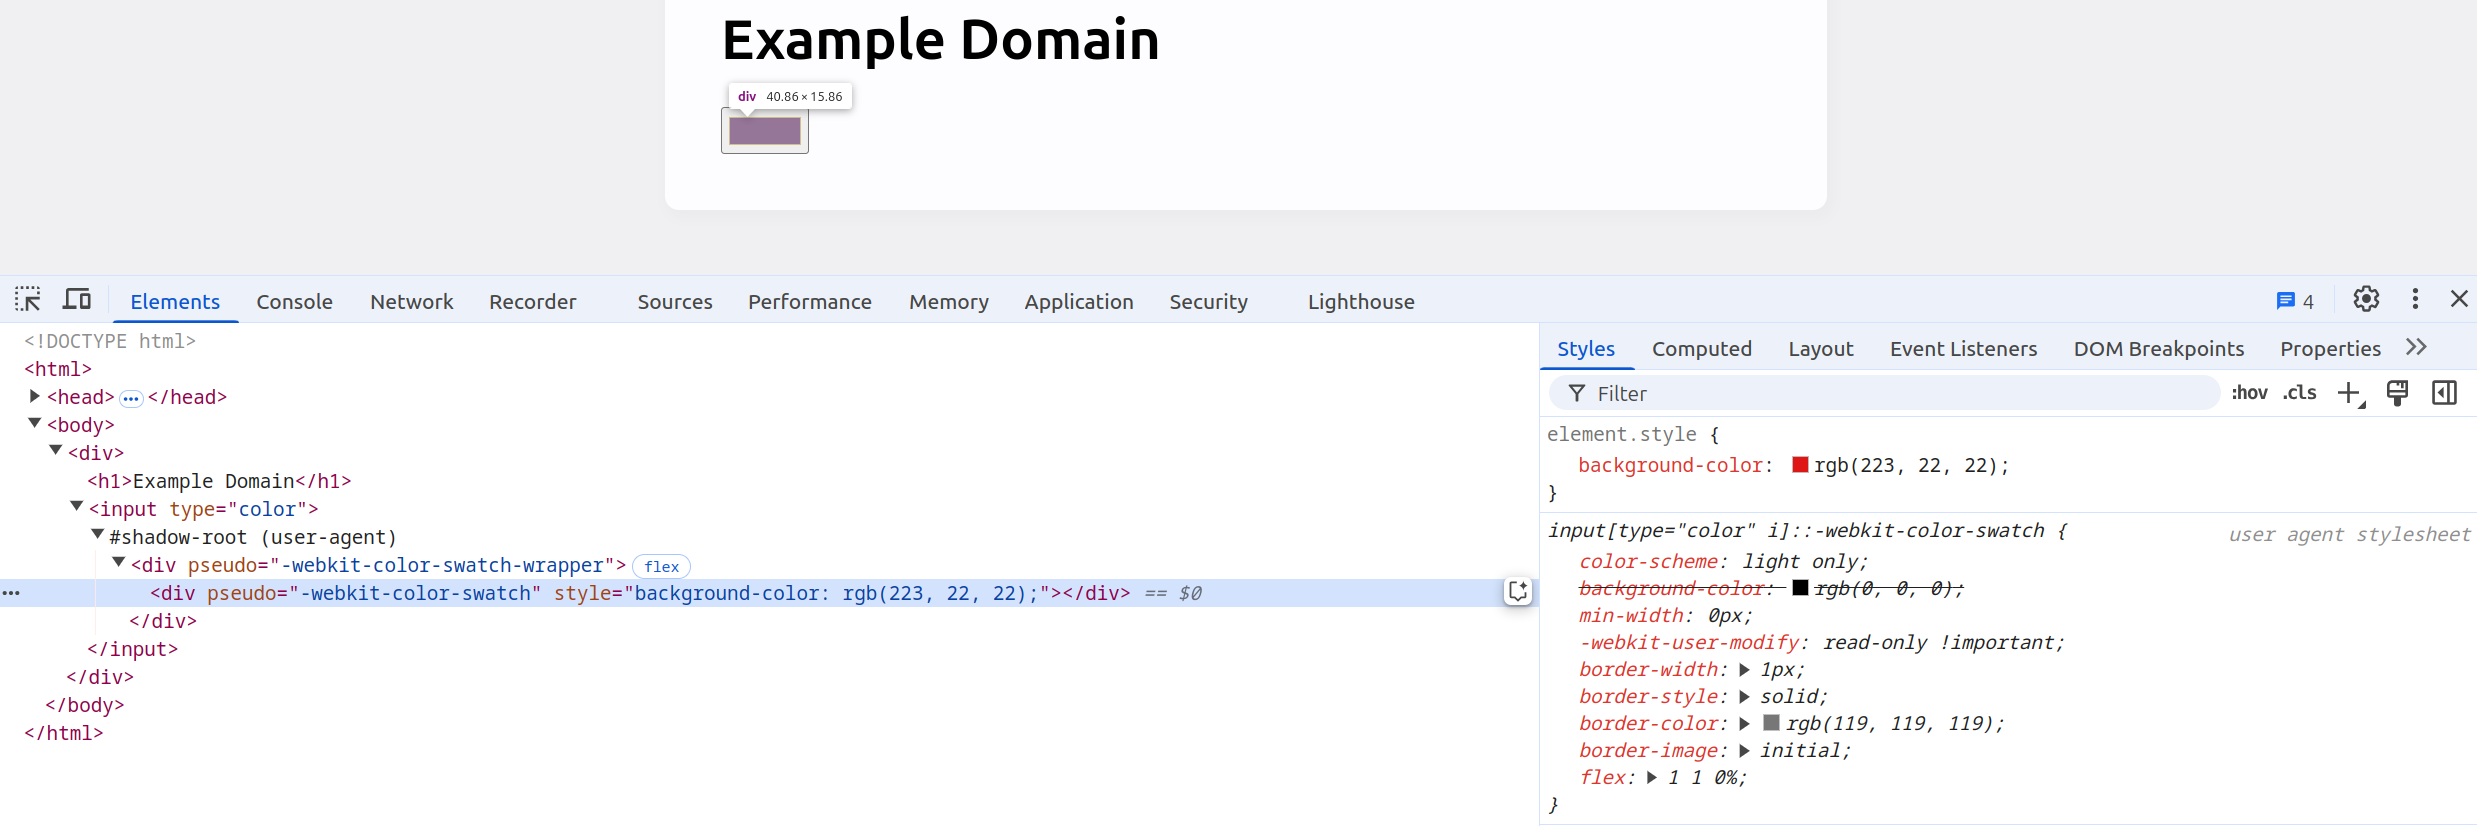 Example Domain
div 40.86 × 15.86
Elements Console Network Recorder Sources Performance Memory Application Security Lighthouse 4
<!DOCTYPE html>
<html>
<head> ••• </head>
<body>
<div>
<h1>Example Domain</h1>
<input type="color">
#shadow-root (user-agent)
<div pseudo="-webkit-color-swatch-wrapper"> flex
••• <div pseudo="-webkit-color-swatch" style="background-color: rgb(223, 22, 22);"></div> == $0
</div>
</input>
</div>
</body>
</html>
Styles Computed Layout Event Listeners DOM Breakpoints Properties
Filter :hov .cls
element.style {
background-color: rgb(223, 22, 22);
}
input[type="color" i]::-webkit-color-swatch { user agent stylesheet
color-scheme: light only;
background-color: rgb(0, 0, 0);
min-width: 0px;
-webkit-user-modify: read-only !important;
border-width: 1px;
border-style: solid;
border-color: rgb(119, 119, 119);
border-image: initial;
flex: 1 1 0%;
}